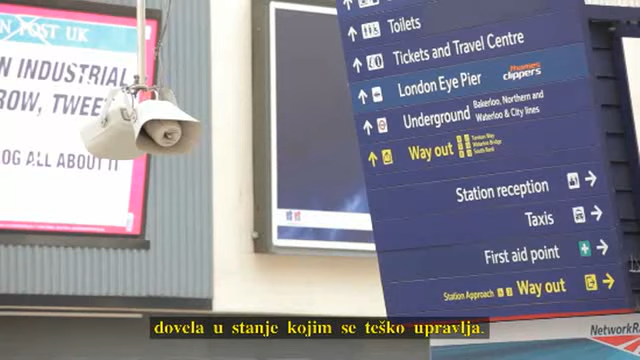 N POST UK
N INDUSTRIAL
ROW, TWEE
OG ALL ABOUT IT
Toilets
Tickets and Travel Centre
London Eye Pier
thames clippers
Underground
Bakerloo, Northern and
Waterloo & City lines
Way out
Station reception
Taxis
First aid point
Station Approach
Way out
NetworkRa
dovela u stanje kojim se teško upravlja.